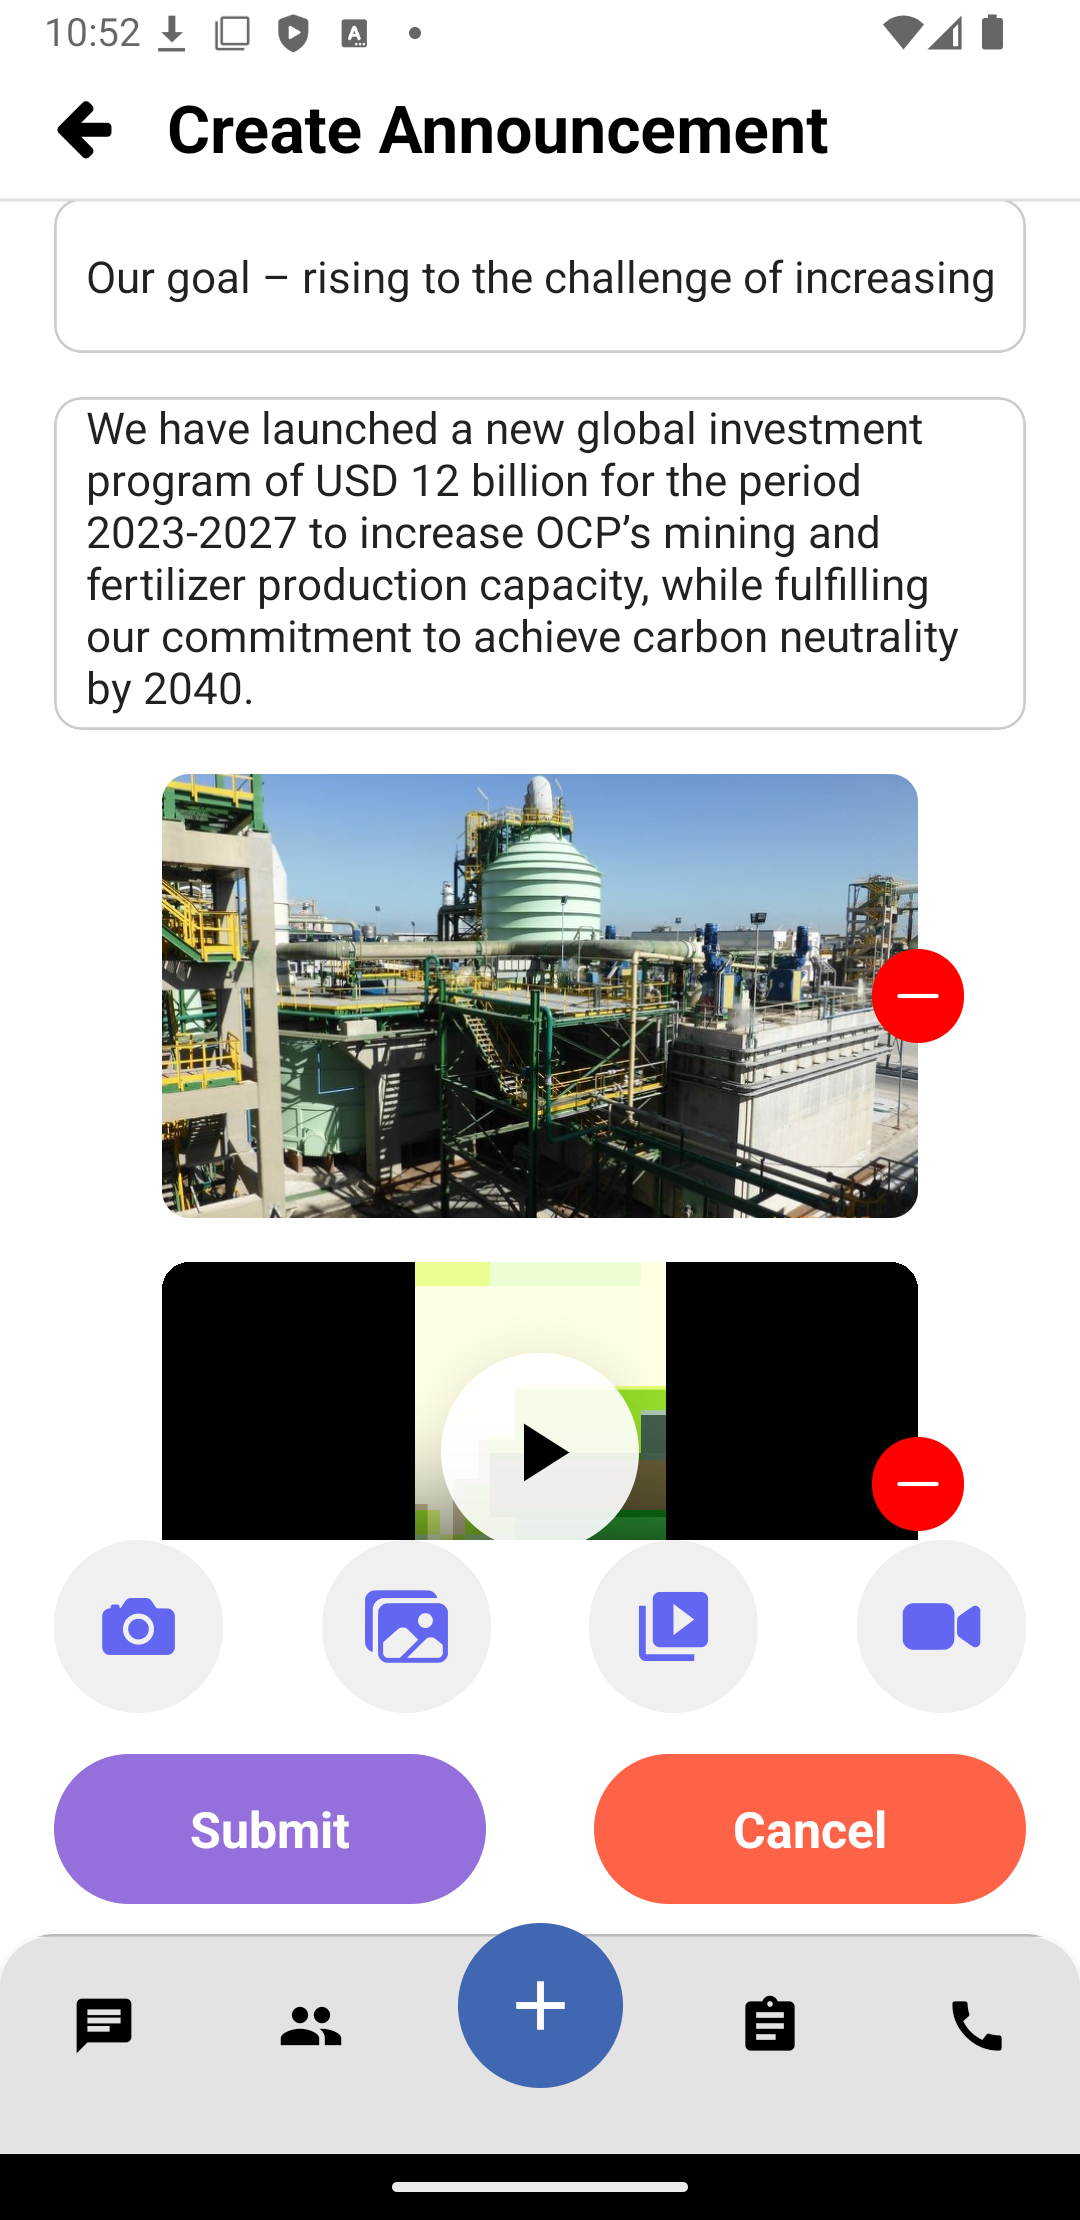 10:52
Create Announcement
Our goal – rising to the challenge of increasing
We have launched a new global investment
program of USD 12 billion for the period
2023-2027 to increase OCP’s mining and
fertilizer production capacity, while fulfilling
our commitment to achieve carbon neutrality
by 2040.
Submit
Cancel